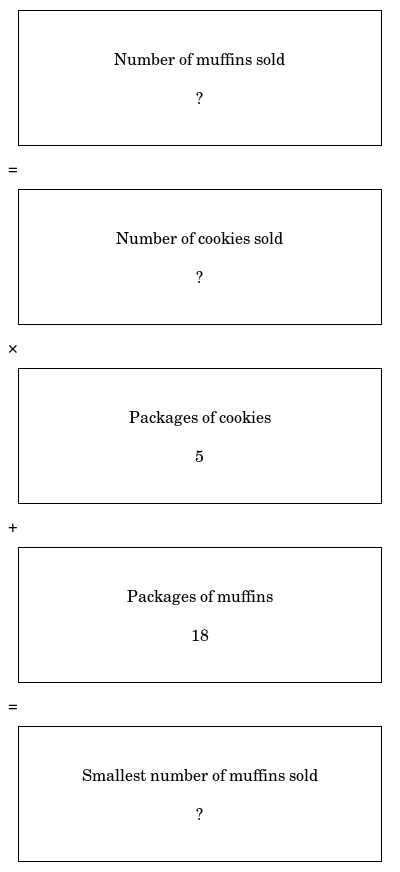 Number of muffins sold
?
=
Number of cookies sold
?
×
Packages of cookies
5
+
Packages of muffins
18
=
Smallest number of muffins sold
?